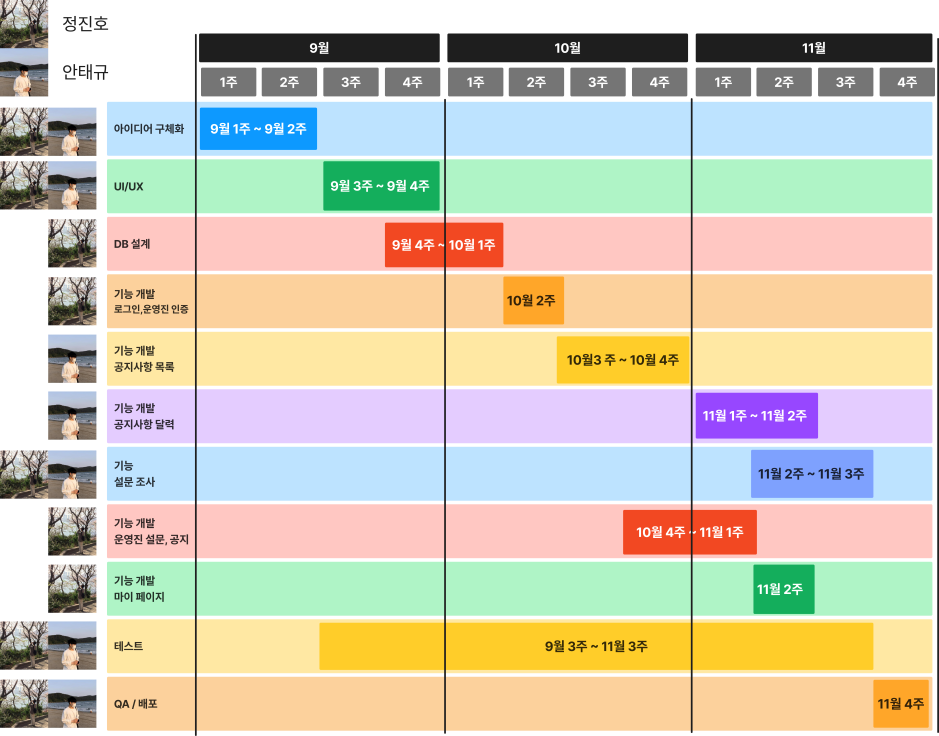 정진호
안태규
9월 10월 11월
1주 2주 3주 4주 1주 2주 3주 4주 1주 2주 3주 4주
아이디어 구체화 9월 1주 ~ 9월 2주
UI/UX 9월 3주 ~ 9월 4주
DB 설계 9월 4주 ~ 10월 1주
기능 개발
로그인,운영진 인증 10월 2주
기능 개발
공지사항 목록 10월3 주 ~ 10월 4주
기능 개발
공지사항 달력 11월 1주 ~ 11월 2주
기능
설문 조사 11월 2주 ~ 11월 3주
기능 개발
운영진 설문, 공지 10월 4주 ~ 11월 1주
기능 개발
마이 페이지 11월 2주
테스트 9월 3주 ~ 11월 3주
QA / 배포 11월 4주